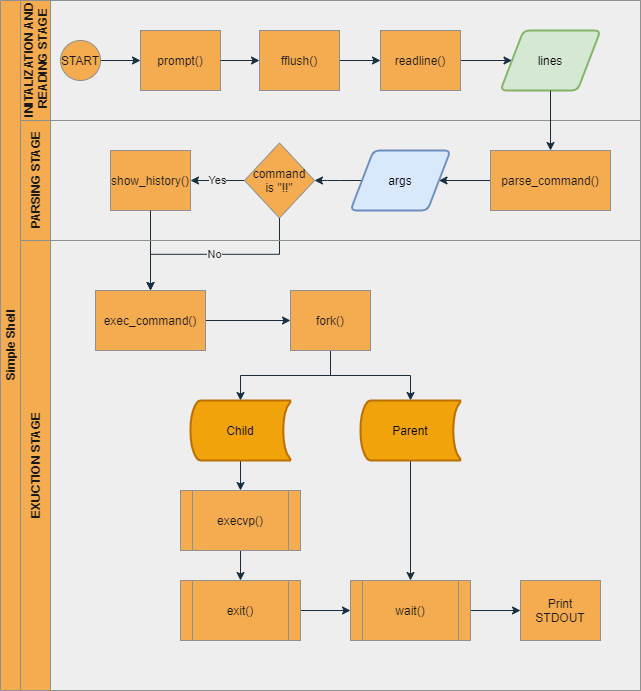 Simple Shell
INITALIZATION AND
READING STAGE
START
prompt()
fflush()
readline()
lines
PARSING STAGE
show_history()
Yes
command
is "!!"
args
parse_command()
No
EXUCTION STAGE
exec_command()
fork()
Child
Parent
execvp()
exit()
wait()
Print
STDOUT